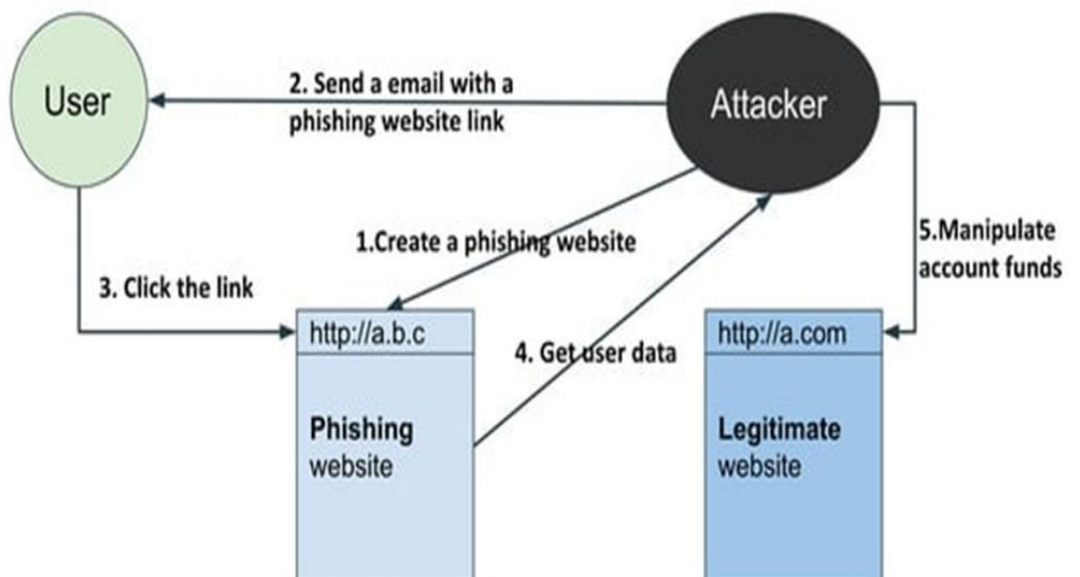 User
2. Send a email with a
phishing website link
Attacker
1.Create a phishing website
5.Manipulate
account funds
3. Click the link
http://a.b.c
4. Get user data
http://a.com
Phishing
website
Legitimate
website